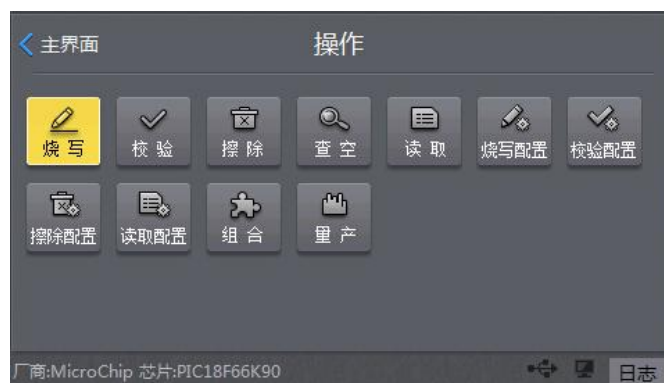 主界面
操作
烧写 校验 擦除 查空 读取 烧写配置 校验配置
擦除配置 读取配置 组合 量产
厂商:MicroChip 芯片:PIC18F66K90 日志